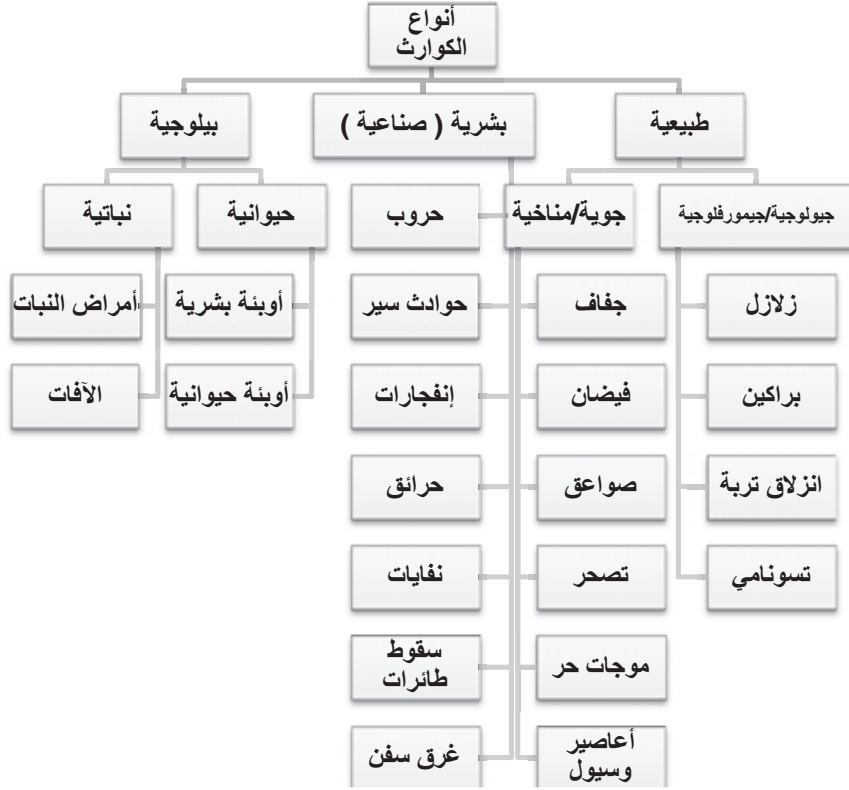 أنواع
الكوارث
طبيعية
بشرية ( صناعية )
بيلوجية
جيولوجية/جيمورفلوجية
جوية/مناخية
حروب
حيوانية
نباتية
زلازل
جفاف
حوادث سير
أوبئة بشرية
أمراض النبات
براكين
فيضان
إنفجارات
أوبئة حيوانية
الآفات
انزلاق تربة
صواعق
حرائق
تسونامي
تصحر
نفايات
موجات حر
سقوط
طائرات
أعاصير
وسيول
غرق سفن